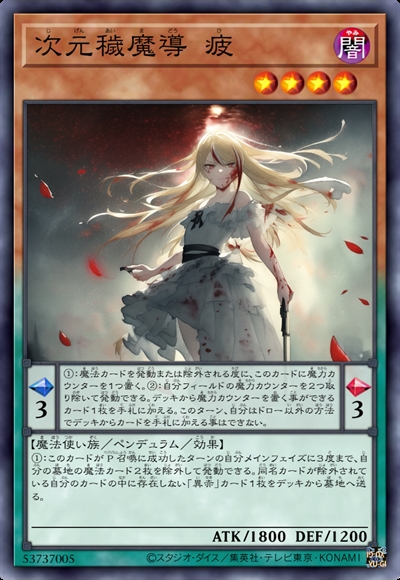 次元穢魔導 疲
闇
①：魔法カードを発動または除外される度に、このカードに魔力カ
ウンターを1つ置く。②：自分フィールドの魔力カウンターを2つ取
り除いて発動できる。デッキから魔力カウンターを置く事ができる
カード1枚を手札に加える。このターン、自分はドロー以外の方法
でデッキからカードを手札に加える事はできない。
3 3
【魔法使い族／ペンデュラム／効果】
①：このカードがP召喚に成功したターンの自分メインフェイズに3度まで、自
分の墓地の魔法カード2枚を除外して発動できる。同名カードが除外されて
いる自分のカードの中に存在しない「異帝」カード1枚をデッキから墓地へ送
る。
ATK/1800 DEF/1200
53737005 ©スタジオ・ダイス／集英社・テレビ東京・KONAMI